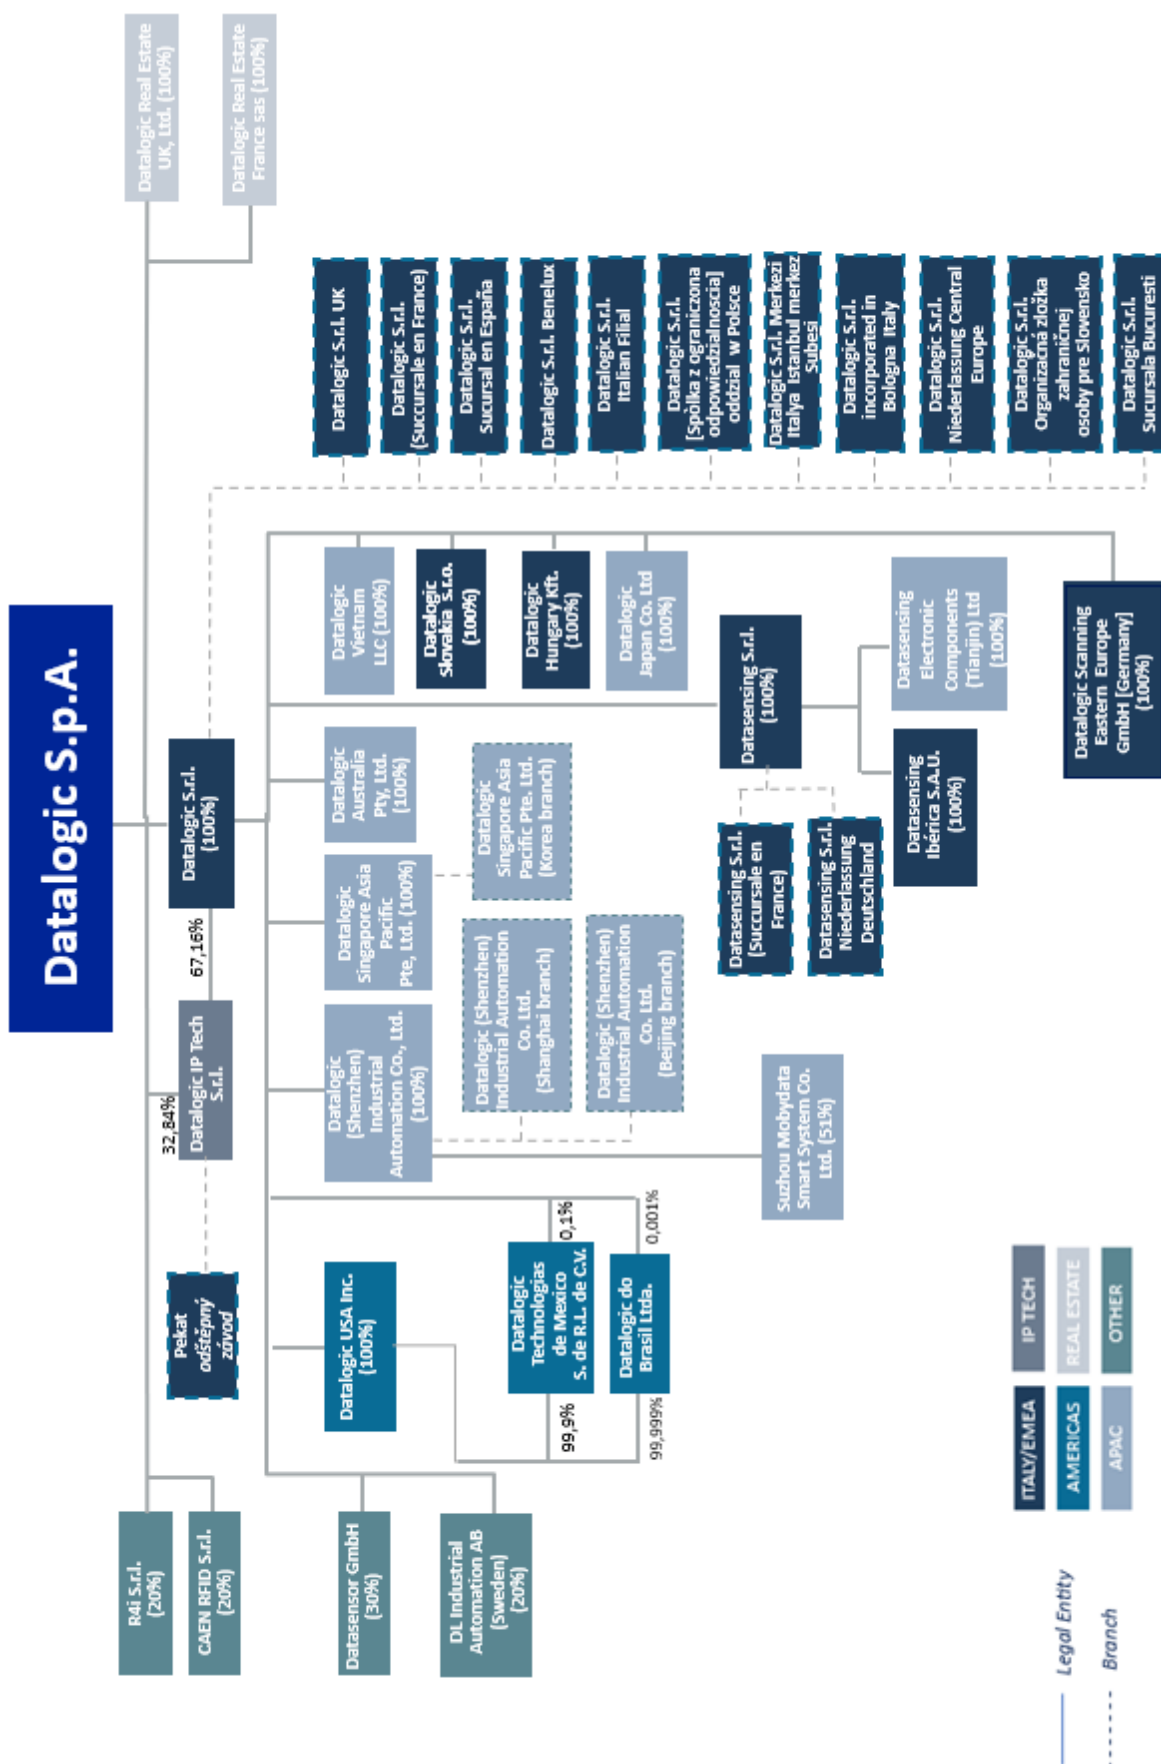 Datalogic S.p.A.
R4i S.r.l.
(20%)
CAEN RFID S.r.l.
(20%)
Datalogic Real Estate
UK, Ltd. (100%)
Datalogic Real Estate
France sas (100%)
32,84%
Datalogic IP Tech
S.r.l.
67,16%
Datalogic S.r.l.
(100%)
Pekat
odštěpný
závod
Datasensor GmbH
(30%)
DL Industrial
Automation AB
(Sweden)
(20%)
Datalogic USA Inc.
(100%)
99,9%
Datalogic
Technologias
de Mexico
S. de R.L. de C.V.
0,1%
99,999%
Datalogic do
Brasil Ltda.
0,001%
Datalogic
(Shenzhen)
Industrial
Automation Co., Ltd.
(100%)
Datalogic (Shenzhen)
Industrial Automation
Co. Ltd.
(Shanghai branch)
Datalogic (Shenzhen)
Industrial Automation
Co. Ltd.
(Beijing branch)
Suzhou Mobydata
Smart System Co.
Ltd. (51%)
Datalogic
Singapore Asia
Pacific
Pte, Ltd. (100%)
Datalogic
Singapore Asia
Pacific Pte. Ltd.
(Korea branch)
Datalogic
Australia
Pty, Ltd.
(100%)
Datalogic
Vietnam
LLC (100%)
Datalogic
Slovakia S.r.o.
(100%)
Datalogic
Hungary Kft.
(100%)
Datalogic
Japan Co. Ltd
(100%)
Datasensing S.r.l.
(100%)
Datasensing S.r.l.
(Succursale en
France)
Datasensing S.r.l.
Niederlassung
Deutschland
Datasensing
Ibérica S.A.U.
(100%)
Datasensing
Electronic
Components
(Tianjin) Ltd
(100%)
Datalogic Scanning
Eastern Europe
GmbH [Germany]
(100%)
Datalogic S.r.l. UK
Datalogic S.r.l.
(Succursale en France)
Datalogic S.r.l.
Sucursal en España
Datalogic S.r.l. Benelux
Datalogic S.r.l.
Italian Filial
Datalogic S.r.l.
[Spólka z ograniczona
odpowiedzialnoscia]
oddzial w Polsce
Datalogic S.r.l. Merkezi
Italya Istanbul merkez
Subesi
Datalogic S.r.l.
incorporated in
Bologna Italy
Datalogic S.r.l.
Niederlassung Central
Europe
Datalogic S.r.l.
Organizačná zložka
zahraničnej
osoby pre Slovensko
Datalogic S.r.l.
Sucursala Bucuresti
ITALY/EMEA
IP TECH
AMERICAS
REAL ESTATE
APAC
OTHER
Legal Entity
Branch